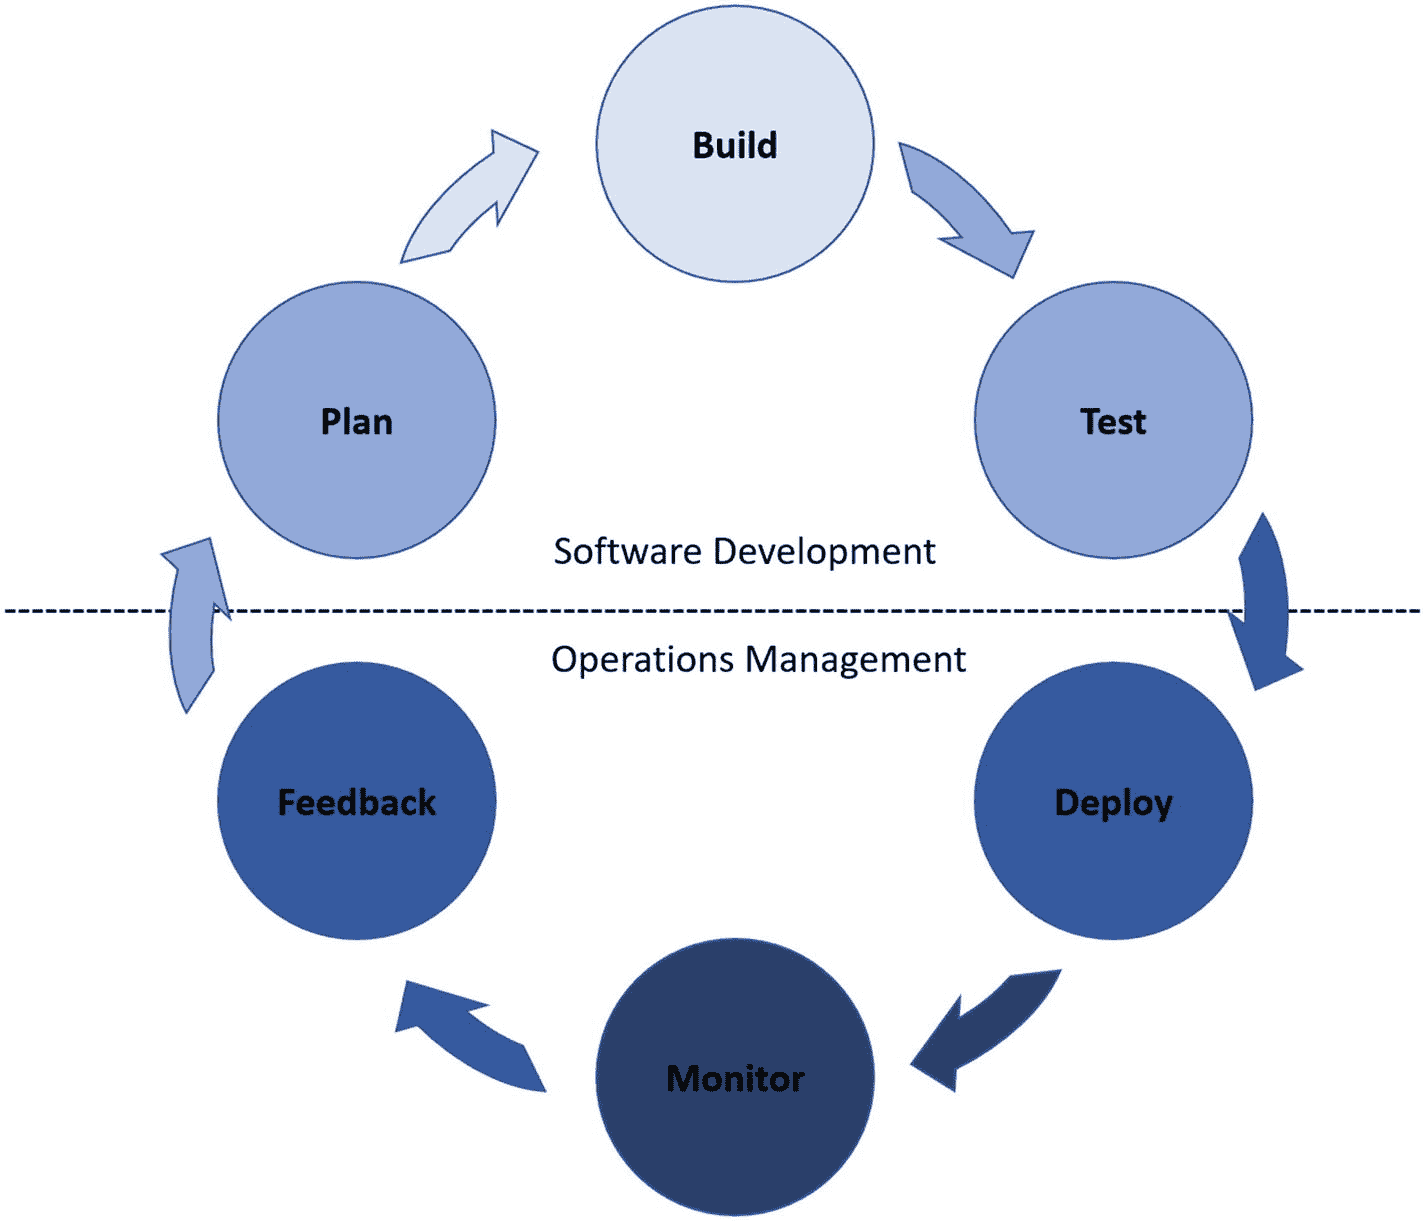 Build
Plan
Test
Software Development
Operations Management
Feedback
Deploy
Monitor